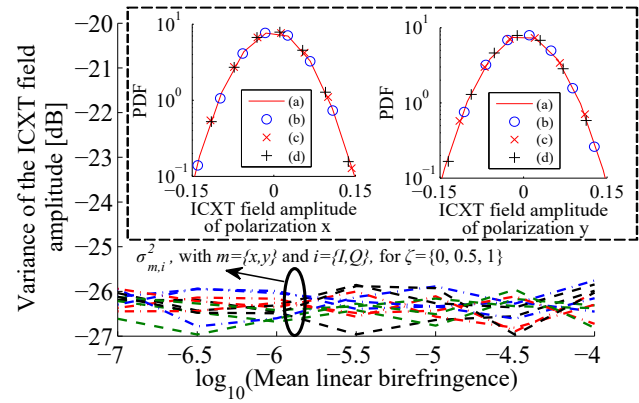 Variance of the ICXT field
amplitude [dB]
-20
-21
-22
-23
-24
-25
-26
-27
PDF
10^1
10^0
10^-1
(a)
(b)
(c)
(d)
-0.15
0
0.15
ICXT field amplitude
of polarization x
PDF
10^1
10^0
10^-1
(a)
(b)
(c)
(d)
-0.15
0
0.15
ICXT field amplitude
of polarization y
σ²m,i, with m={x,y} and i={I,Q}, for ζ={0, 0.5, 1}
-7
-6.5
-6
-5.5
-5
-4.5
-4
log10(Mean linear birefringence)